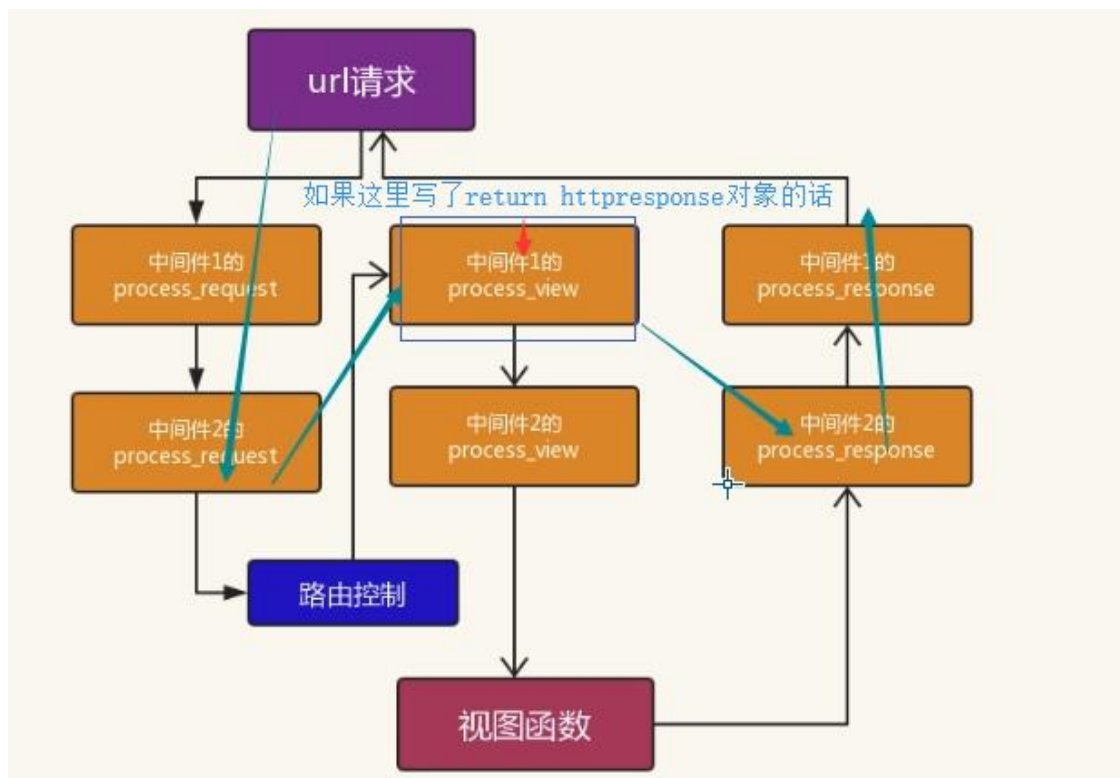 url请求
如果这里写了return httpresponse对象的话
中间件1的
process_request
中间件1的
process_view
中间件1的
process_response
中间件2的
process_request
中间件2的
process_view
中间件2的
process_response
路由控制
视图函数